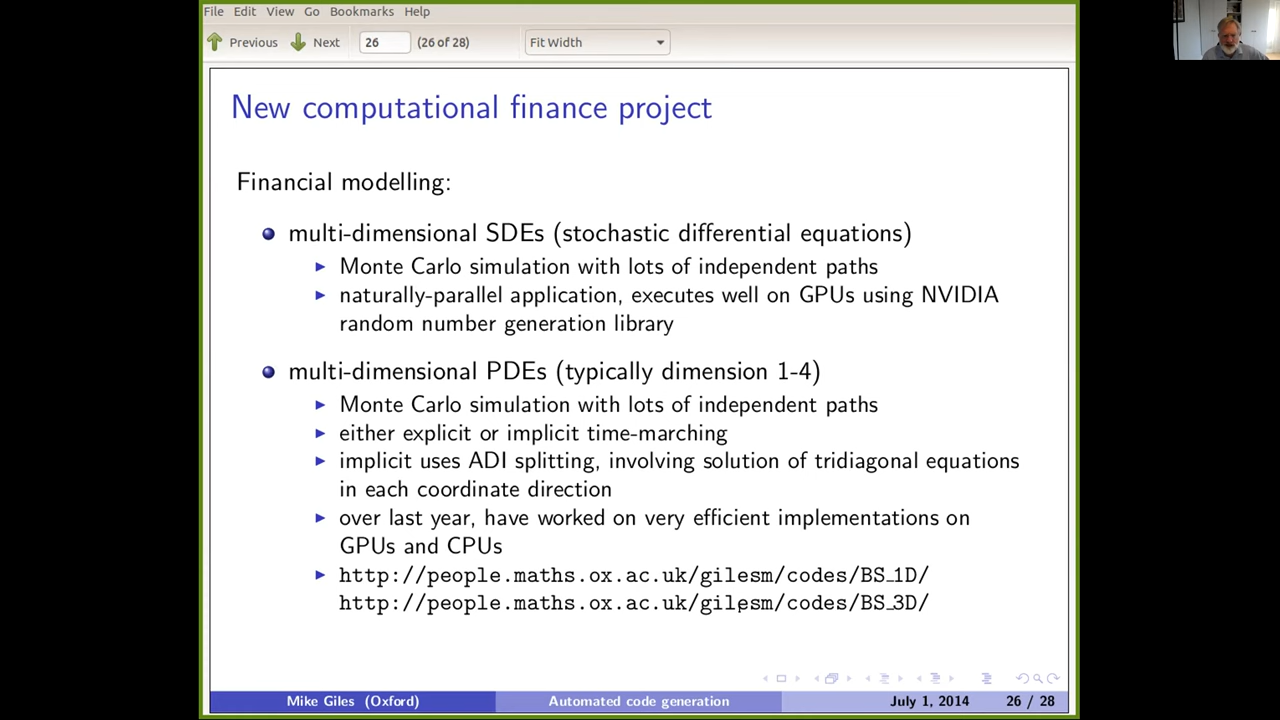 File Edit View Go Bookmarks Help
Previous Next 26 (26 of 28) Fit Width
New computational finance project
Financial modelling:
multi-dimensional SDEs (stochastic differential equations)
Monte Carlo simulation with lots of independent paths
naturally-parallel application, executes well on GPUs using NVIDIA
random number generation library
multi-dimensional PDEs (typically dimension 1-4)
Monte Carlo simulation with lots of independent paths
either explicit or implicit time-marching
implicit uses ADI splitting, involving solution of tridiagonal equations
in each coordinate direction
over last year, have worked on very efficient implementations on
GPUs and CPUs
http://people.maths.ox.ac.uk/gilesm/codes/BS_1D/
http://people.maths.ox.ac.uk/gilesm/codes/BS_3D/
Mike Giles (Oxford) Automated code generation July 1, 2014 26 / 28